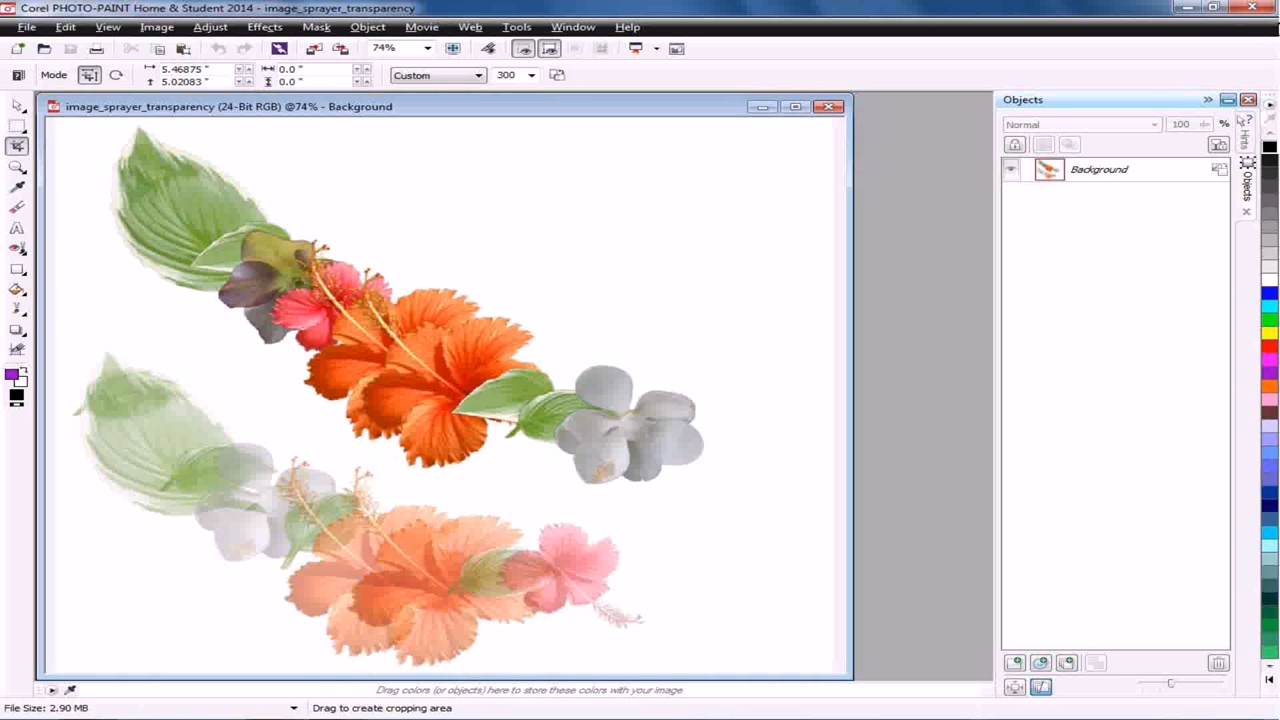 Corel PHOTO-PAINT Home & Student 2014 - image_sprayer_transparency
File Edit View Image Adjust Effects Mask Object Movie Web Tools Window Help
74%
Mode 5.46875 " 0.0 " Custom 300
5.02083 " 0.0 "
image_sprayer_transparency (24-Bit RGB) @74% - Background
Objects
Normal 100 %
Hints
Background
Objects
Drag colors (or objects) here to store these colors with your image
File Size: 2.90 MB Drag to create cropping area